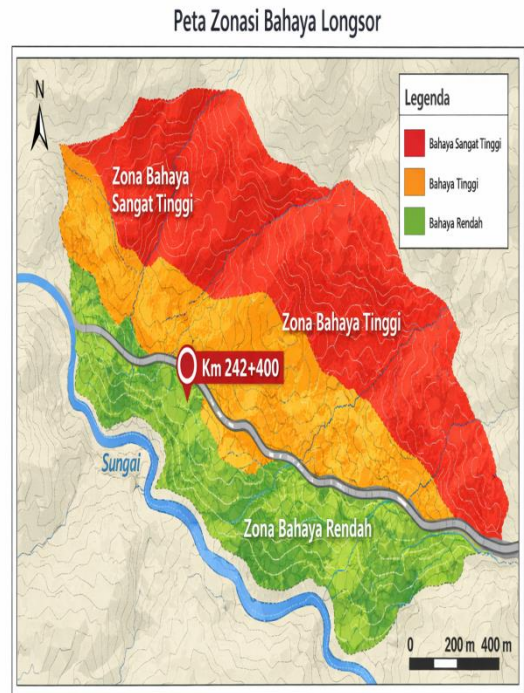 Peta Zonasi Bahaya Longsor
N
Legenda
Bahaya Sangat Tinggi
Bahaya Tinggi
Bahaya Rendah
Zona Bahaya
Sangat Tinggi
Zona Bahaya Tinggi
Km 242+400
Sungai
Zona Bahaya Rendah
0 200 m 400 m